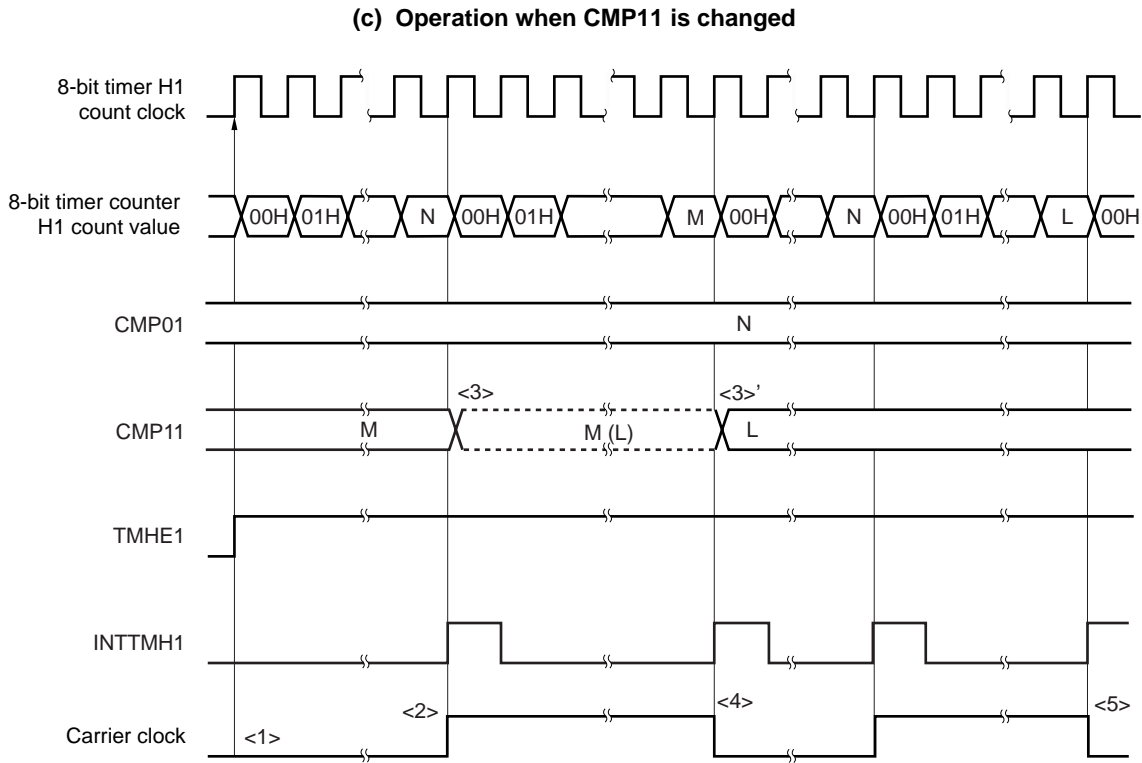 (c) Operation when CMP11 is changed
8-bit timer H1
count clock
8-bit timer counter
H1 count value
00H 01H N 00H 01H M 00H N 00H 01H L 00H
CMP01
N
<3> <3>’
CMP11
M M (L) L
TMHE1
INTTMH1
<2> <4> <5>
Carrier clock
<1>